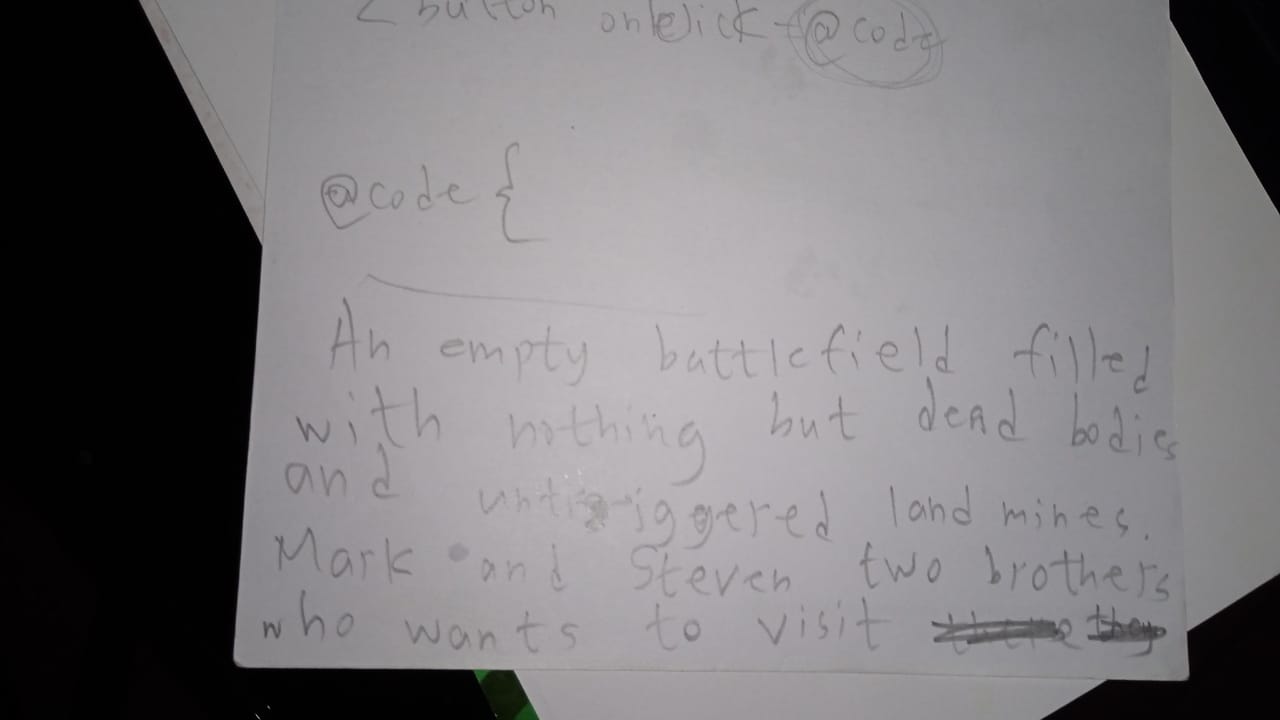 < button onclick=@code
@code {
An empty battlefield filled
with nothing but dead bodies
and untriggered land mines.
Mark and Steven two brothers
who wants to visit